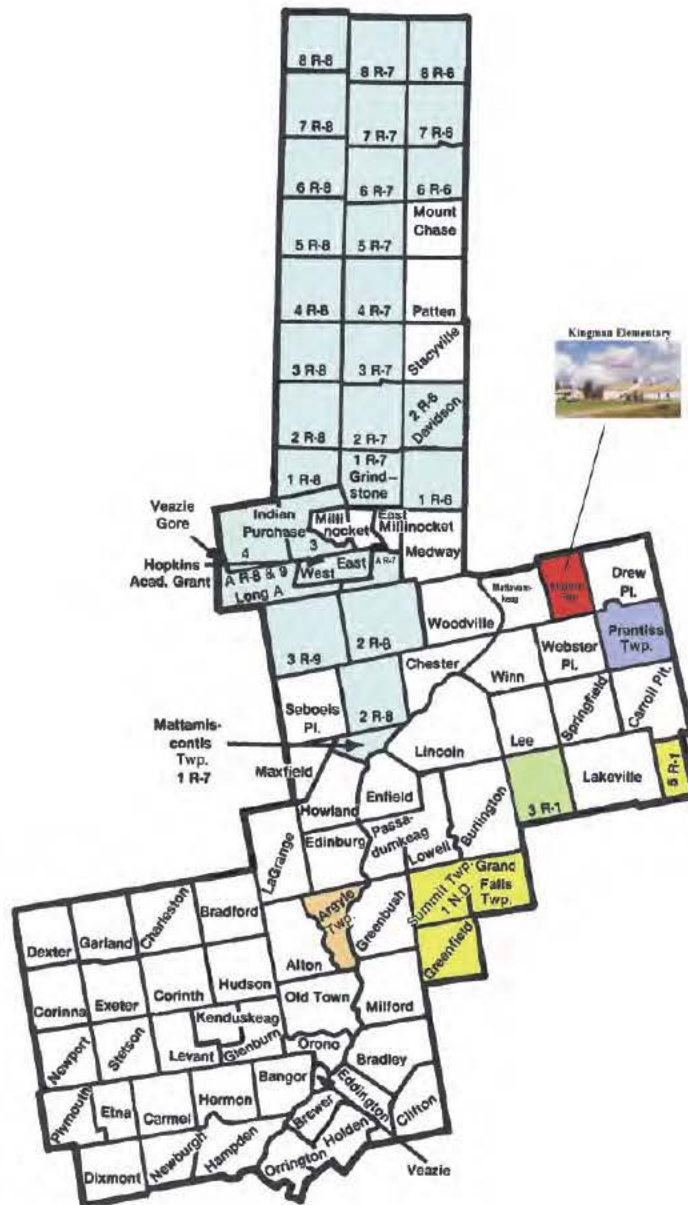 8 R-8
8 R-7
8 R-6
7 R-8
7 R-7
7 R-6
6 R-8
6 R-7
6 R-6
Mount
Chase
5 R-8
5 R-7
4 R-8
4 R-7
Patten
Kingman Elementary
3 R-8
3 R-7
Stacyville
2 R-8
2 R-7
2 R-6
Davidson
1 R-8
1 R-7
Grind-
stone
1 R-6
Veazie
Gore
Indian
Purchase
4
3
Milli
nocket
East
Millinocket
Hopkins
Acad. Grant
A R-8 & 9
Long A
West
East
A R-7
Medway
Woodville
Mattawam-
keag
Drew
Pl.
Prentiss
Twp.
3 R-9
2 R-8
Chester
Winn
Webster
Pl.
Springfield
Carroll Plt.
Seboeis
Pl.
2 R-8
Mattamis-
contis
Twp.
1 R-7
Lincoln
Lee
Lakeville
5 R-1
3 R-1
Maxfield
Howland
Enfield
Edinburg
Passa-
dumkeag
Lowell
Burlington
LaGrange
Summit Twp.
1 N.D.
Grand
Falls
Twp.
Argyle
Twp.
Greenbush
Greenfield
Dexter
Garland
Charleston
Bradford
Alton
Corinna
Exeter
Corinth
Hudson
Old Town
Milford
Newport
Stetson
Levant
Kenduskeag
Glenburn
Orono
Bradley
Plymouth
Etna
Carmel
Hermon
Bangor
Eddington
Clifton
Dixmont
Newburgh
Hampden
Brewer
Holden
Orrington
Veazie